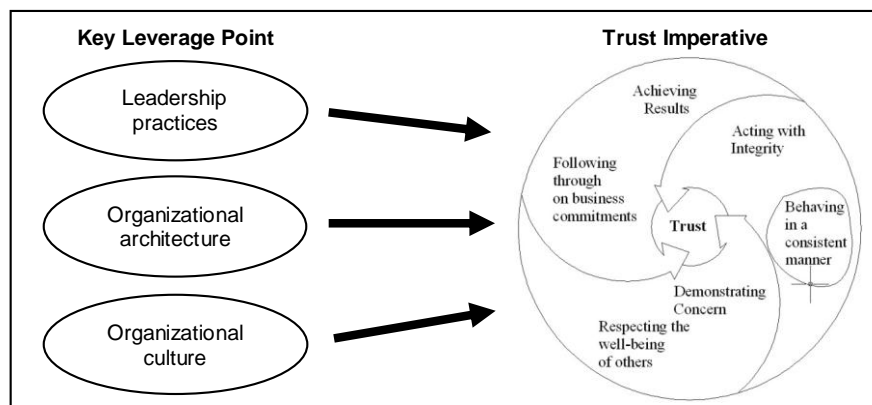 Key Leverage Point
Trust Imperative
Leadership
practices
Organizational
architecture
Organizational
culture
Achieving
Results
Acting with
Integrity
Following
through
on business
commitments
Behaving
in a
consistent
manner
Trust
Demonstrating
Concern
Respecting the
well-being
of others